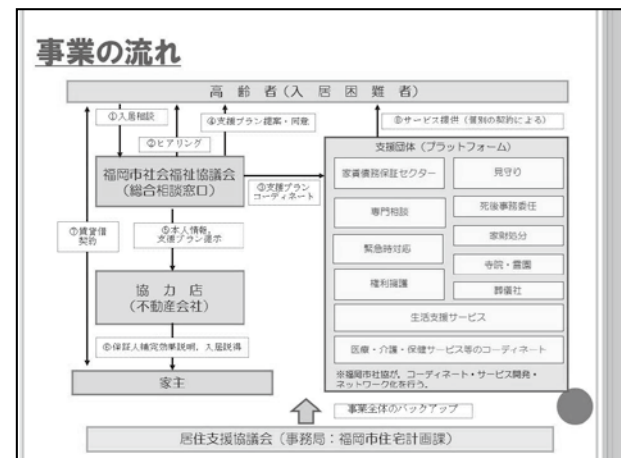 事業の流れ
高齢者(入居困難者)
①入居相談
②ヒアリング
④支援プラン提案・同意
⑧サービス提供(個別の契約による)
福岡市社会福祉協議会
(総合相談窓口)
③支援プラン
コーディネート
⑦賃貸借
契約
⑤本人情報,
支援プラン提示
協力店
(不動産会社)
⑥保証人補完効果説明,入居説得
家主
支援団体(プラットフォーム)
家賃債務保証セクター
見守り
専門相談
死後事務委任
緊急時対応
家財処分
寺院・霊園
権利擁護
葬儀社
生活支援サービス
医療・介護・保健サービス等のコーディネート
※福岡市社協が,コーディネート・サービス開発・
ネットワーク化を行う。
事業全体のバックアップ
居住支援協議会(事務局:福岡市住宅計画課)